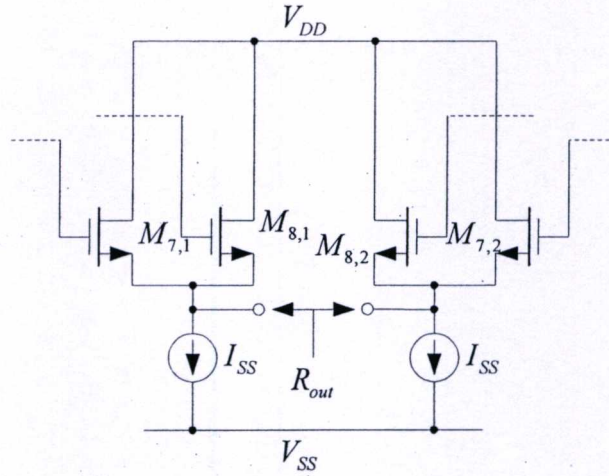 V_DD
M_7,1
M_8,1
M_8,2
M_7,2
I_SS
I_SS
R_out
V_SS